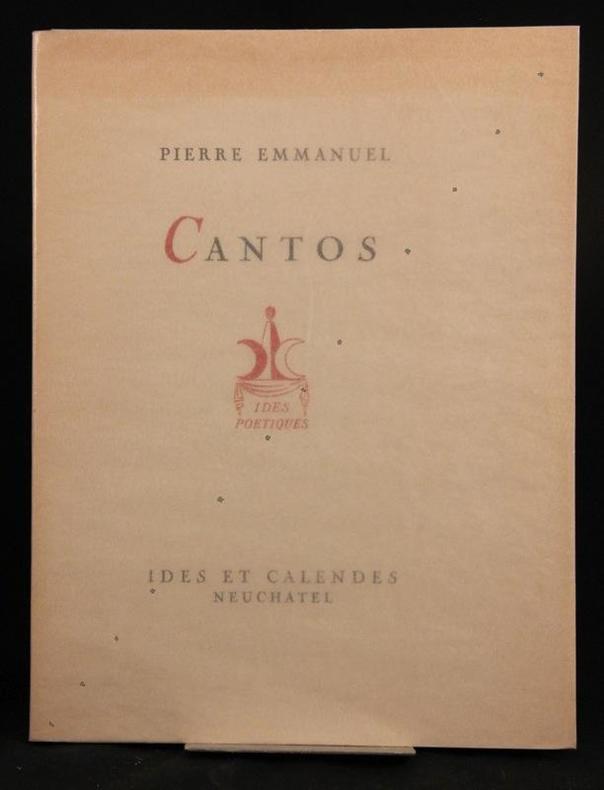 PIERRE EMMANUEL
CANTOS
IDES
POETIQUES
IDES ET CALENDES
NEUCHATEL